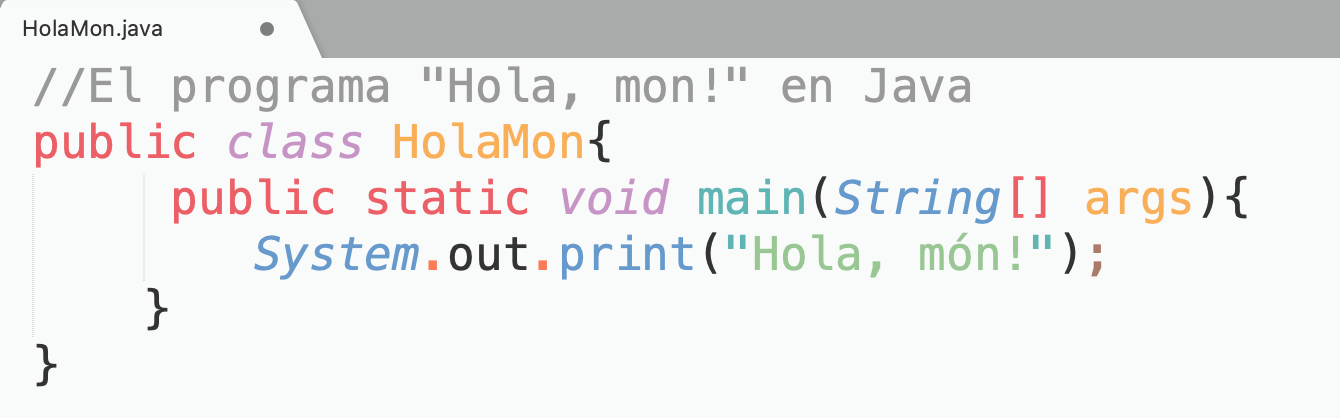 HolaMon.java
//El programa "Hola, mon!" en Java
public class HolaMon{
public static void main(String[] args){
System.out.print("Hola, món!");
}
}